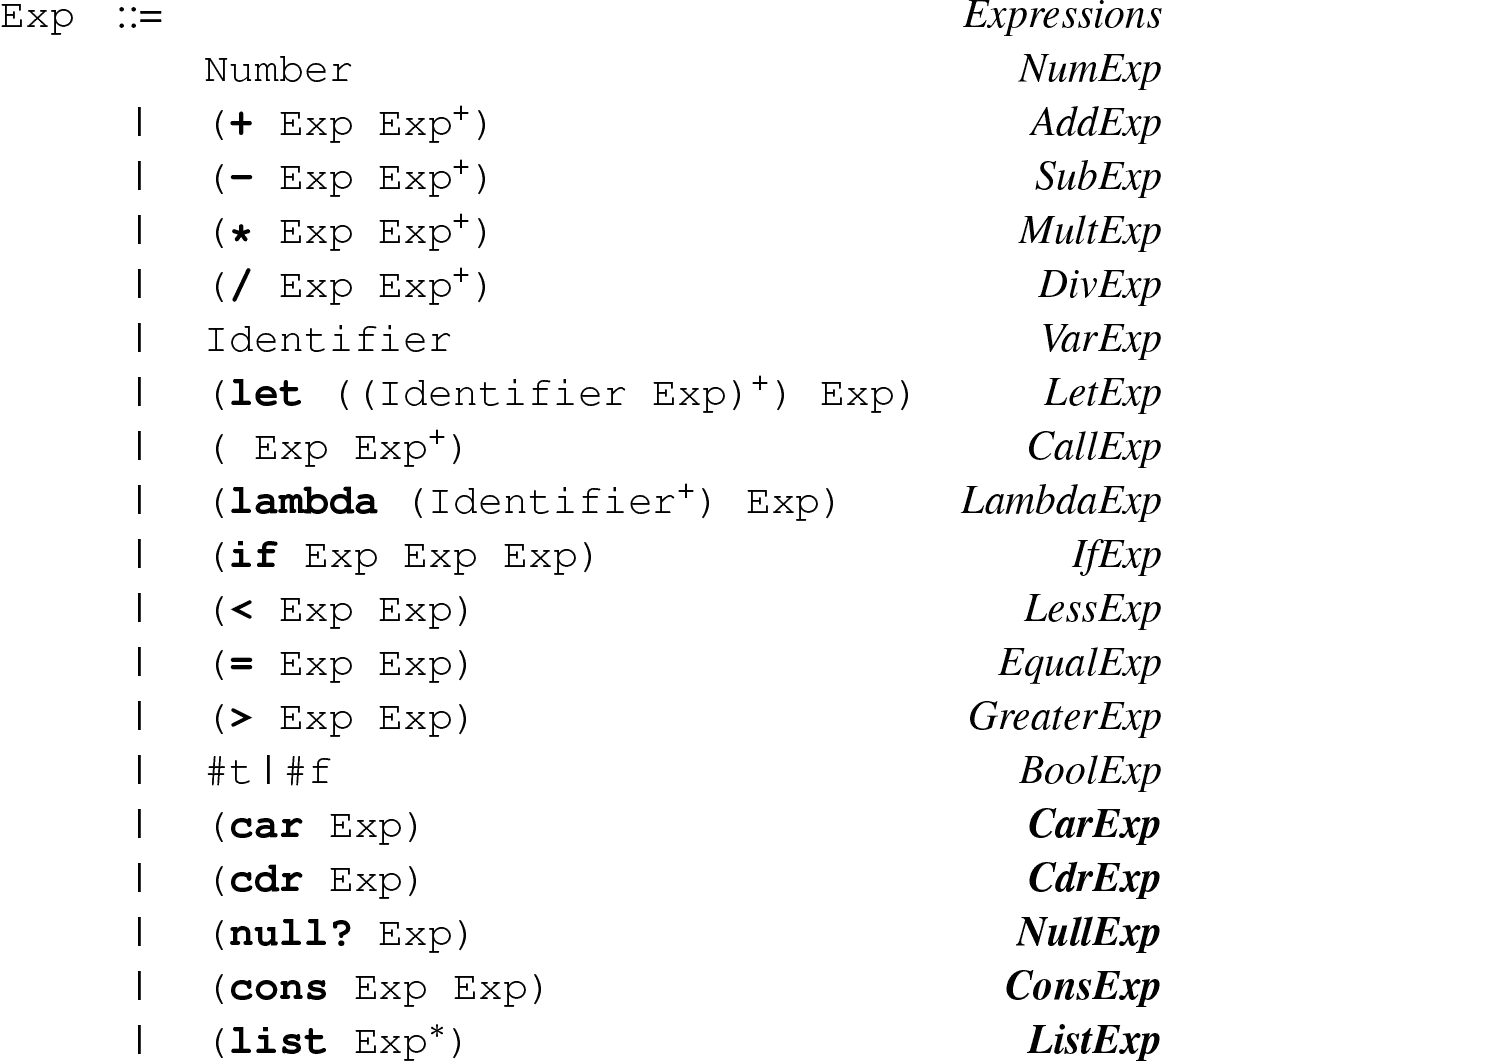 Exp ::= Expressions
Number NumExp
| (+ Exp Exp⁺) AddExp
| (- Exp Exp⁺) SubExp
| (* Exp Exp⁺) MultExp
| (/ Exp Exp⁺) DivExp
| Identifier VarExp
| (let ((Identifier Exp)⁺) Exp) LetExp
| ( Exp Exp⁺) CallExp
| (lambda (Identifier⁺) Exp) LambdaExp
| (if Exp Exp Exp) IfExp
| (< Exp Exp) LessExp
| (= Exp Exp) EqualExp
| (> Exp Exp) GreaterExp
| #t|#f BoolExp
| (car Exp) CarExp
| (cdr Exp) CdrExp
| (null? Exp) NullExp
| (cons Exp Exp) ConsExp
| (list Exp*) ListExp